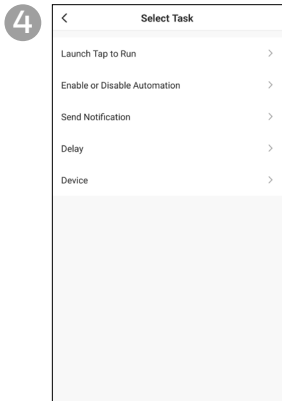 4
Select Task
Launch Tap to Run
Enable or Disable Automation
Send Notification
Delay
Device